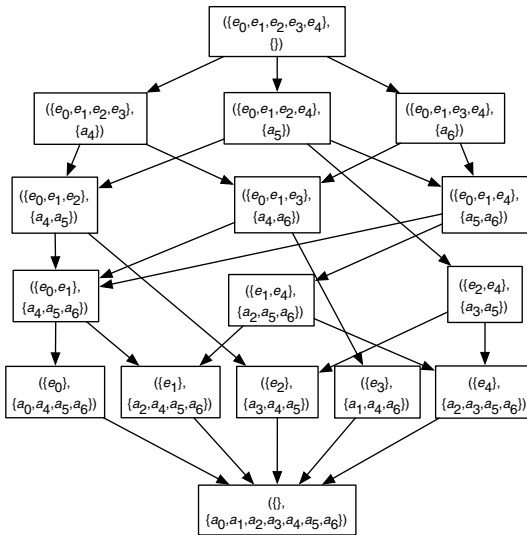 ({e₀,e₁,e₂,e₃,e₄},
{})
({e₀,e₁,e₂,e₃},
{a₄})
({e₀,e₁,e₂,e₄},
{a₅})
({e₀,e₁,e₃,e₄},
{a₆})
({e₀,e₁,e₂},
{a₄,a₅})
({e₀,e₁,e₃},
{a₄,a₆})
({e₀,e₁,e₄},
{a₅,a₆})
({e₀,e₁},
{a₄,a₅,a₆})
({e₁,e₄},
{a₂,a₅,a₆})
({e₂,e₄},
{a₃,a₅})
({e₀},
{a₀,a₄,a₅,a₆})
({e₁},
{a₂,a₄,a₅,a₆})
({e₂},
{a₃,a₄,a₅})
({e₃},
{a₁,a₄,a₆})
({e₄},
{a₂,a₃,a₅,a₆})
({},
{a₀,a₁,a₂,a₃,a₄,a₅,a₆})